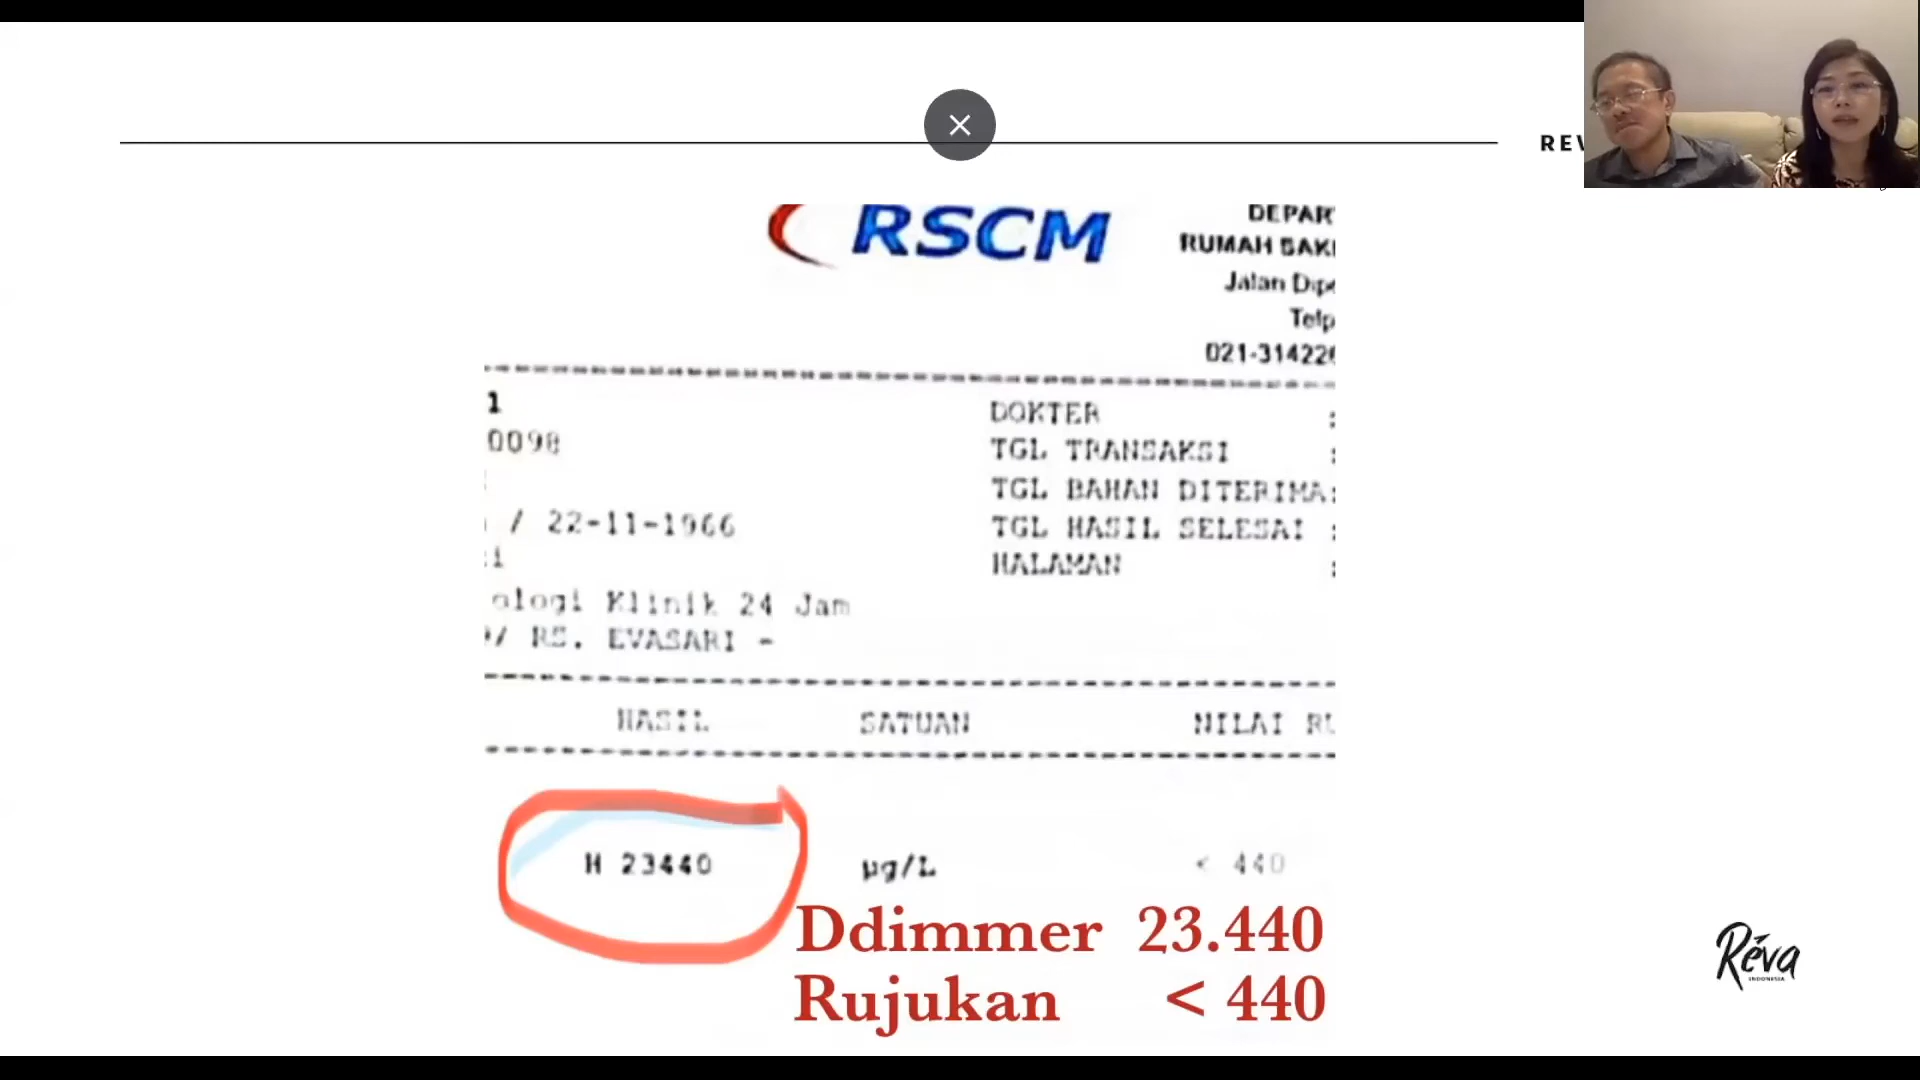 REV
RSCM
DEPAR
RUMAH SAKI
Jalan Dip
Telp
021-31422
1
0098
DOKTER :
TGL TRANSAKSI :
TGL BAHAN DITERIMA:
/ 22-11-1966
TGL HASIL SELESAI :
HALAMAN :
ologi Klinik 24 Jam
/ RS. EVASARI -
HASIL SATUAN NILAI RU
H 23440 µg/L < 440
Ddimmer 23.440
Rujukan < 440
Réva
INDONESIA